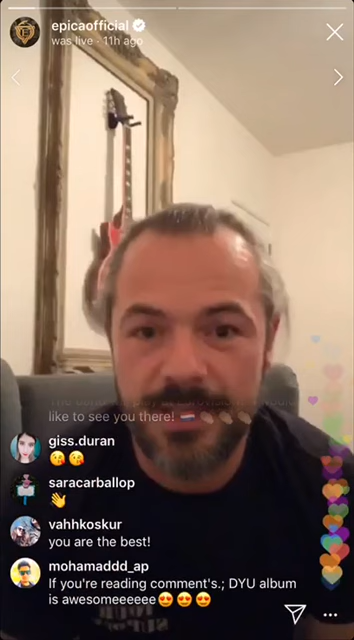 epicaofficial
was live · 11h ago
like to see you there! 🇳🇱👏🏽👏🏽👏🏽
giss.duran
😘😘
saracarballop
👋
vahhkoskur
you are the best!
mohamaddd_ap
If you're reading comment's.; DYU album
is awesomeeeeee😍😍😍